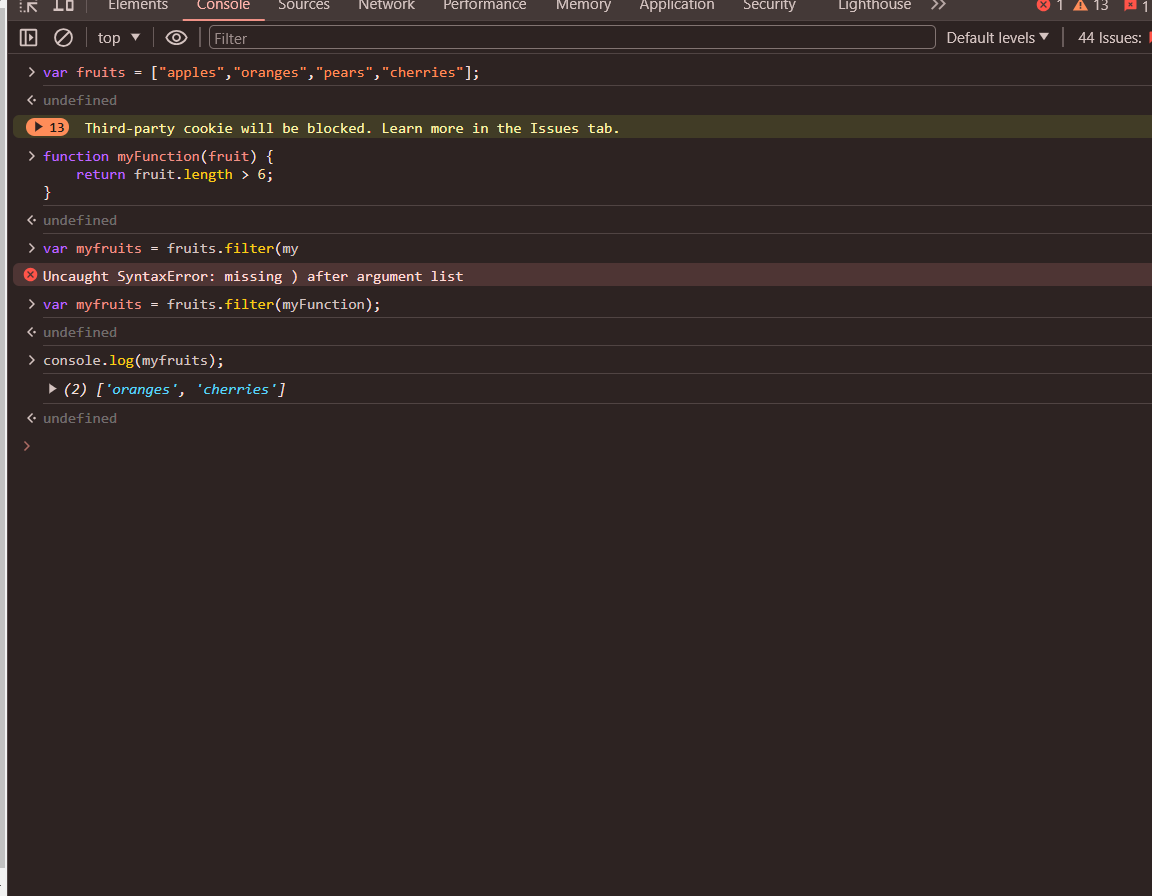 Elements Console Sources Network Performance Memory Application Security Lighthouse 1 13 1
top Filter Default levels 44 Issues:
var fruits = ["apples","oranges","pears","cherries"];
undefined
13 Third-party cookie will be blocked. Learn more in the Issues tab.
function myFunction(fruit) {
return fruit.length > 6;
}
undefined
var myfruits = fruits.filter(my
Uncaught SyntaxError: missing ) after argument list
var myfruits = fruits.filter(myFunction);
undefined
console.log(myfruits);
(2) ['oranges', 'cherries']
undefined